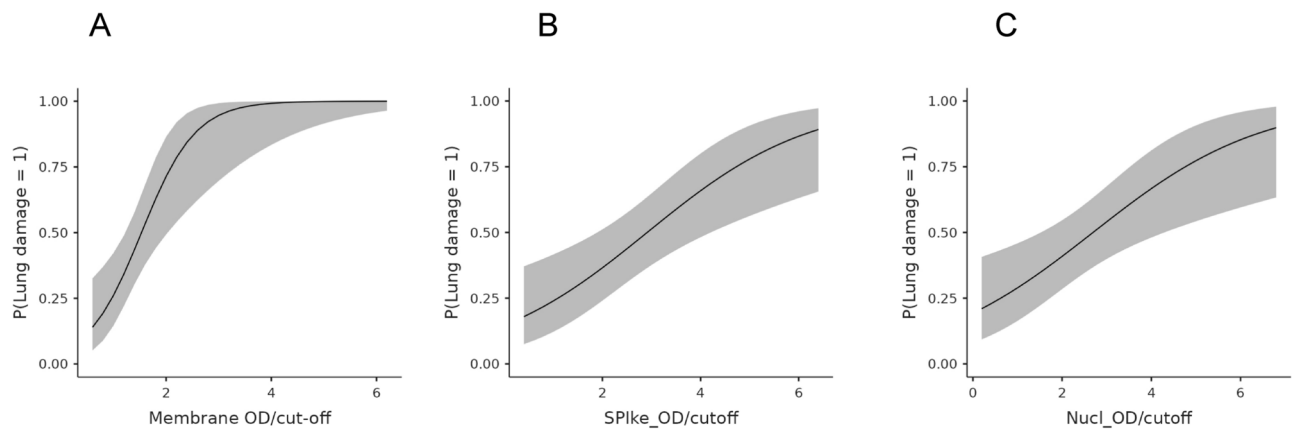 A
B
C
P(Lung damage = 1)
1.00
0.75
0.50
0.25
0.00
2
4
6
Membrane OD/cut-off
P(Lung damage = 1)
1.00
0.75
0.50
0.25
0.00
2
4
6
SPIke_OD/cutoff
P(Lung damage = 1)
1.00
0.75
0.50
0.25
0.00
0
2
4
6
Nucl_OD/cutoff